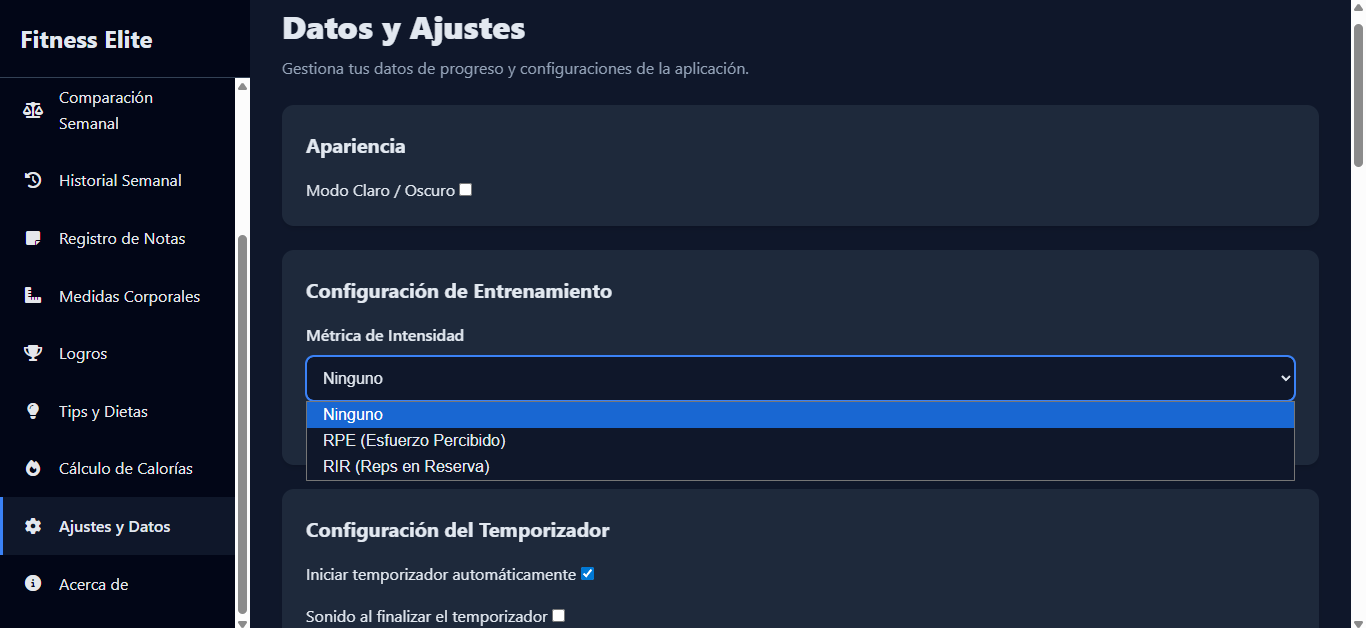 Fitness Elite
Comparación
Semanal
Historial Semanal
Registro de Notas
Medidas Corporales
Logros
Tips y Dietas
Cálculo de Calorías
Ajustes y Datos
Acerca de
Datos y Ajustes
Gestiona tus datos de progreso y configuraciones de la aplicación.
Apariencia
Modo Claro / Oscuro
Configuración de Entrenamiento
Métrica de Intensidad
Ninguno
Ninguno
RPE (Esfuerzo Percibido)
RIR (Reps en Reserva)
Configuración del Temporizador
Iniciar temporizador automáticamente
Sonido al finalizar el temporizador